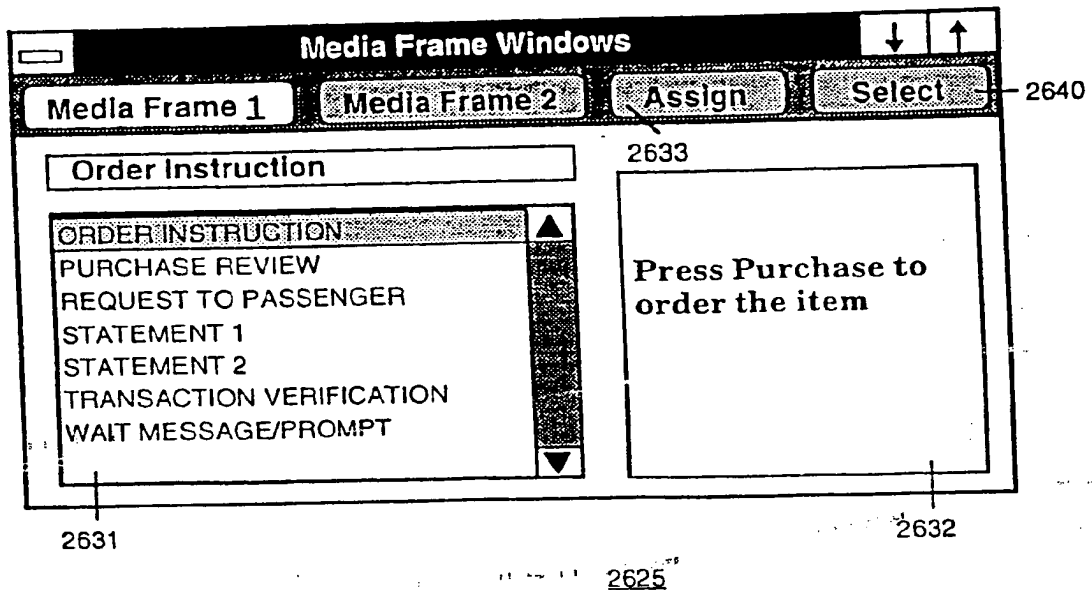 Media Frame Windows
Media Frame 1
Media Frame 2
Assign
Select
2640
2633
Order Instruction
ORDER INSTRUCTION
PURCHASE REVIEW
REQUEST TO PASSENGER
STATEMENT 1
STATEMENT 2
TRANSACTION VERIFICATION
WAIT MESSAGE/PROMPT
Press Purchase to
order the item
2631
2632
2625